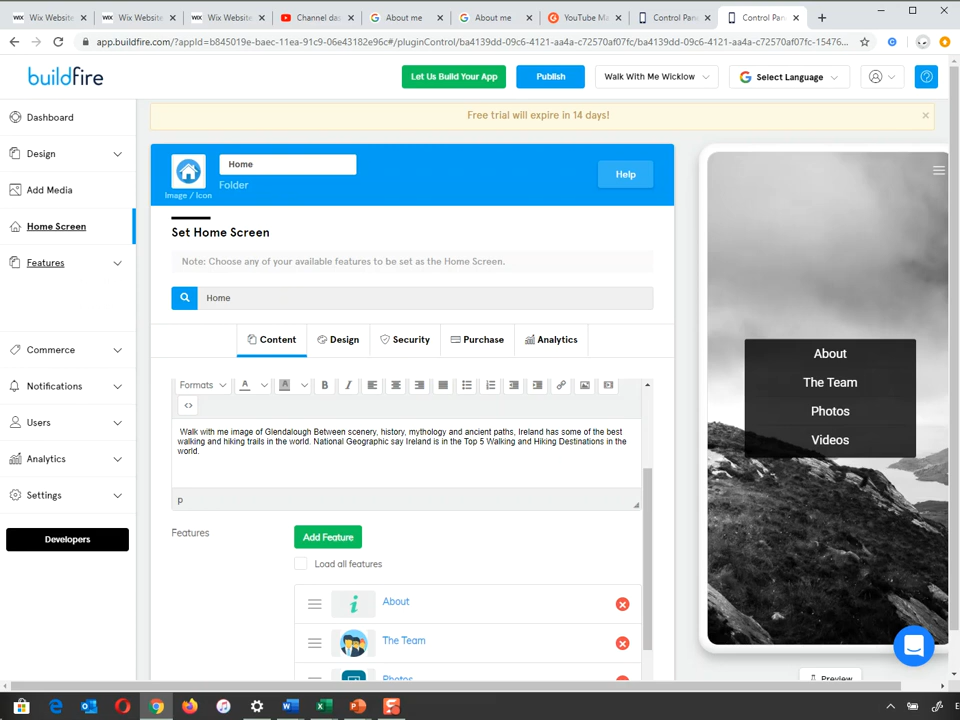 Wix Website
Wix Website
Wix Website
Channel das
About me
About me
YouTube M
Control Pan
Control Pan
app.buildfire.com/?appId=b845019e-baec-11ea-91c9-06e43182e96c#/pluginControl/ba4139dd-09c6-4121-aa4a-c72570af07fc/ba4139dd-09c6-4121-aa4a-c72570af07fc-15476...
buildfire
Let Us Build Your App
Publish
Walk With Me Wicklow
Select Language
Free trial will expire in 14 days!
Dashboard
Design
Add Media
Home Screen
Features
Commerce
Notifications
Users
Analytics
Settings
Developers
Home
Folder
Image / Icon
Help
Set Home Screen
Note: Choose any of your available features to be set as the Home Screen.
Home
Content
Design
Security
Purchase
Analytics
Formats
A
A
B
I
Walk with me image of Glendalough Between scenery, history, mythology and ancient paths, Ireland has some of the best
walking and hiking trails in the world. National Geographic say Ireland is in the Top 5 Walking and Hiking Destinations in the
world.
p
Features
Add Feature
Load all features
About
The Team
Photos
About
The Team
Photos
Videos
Preview